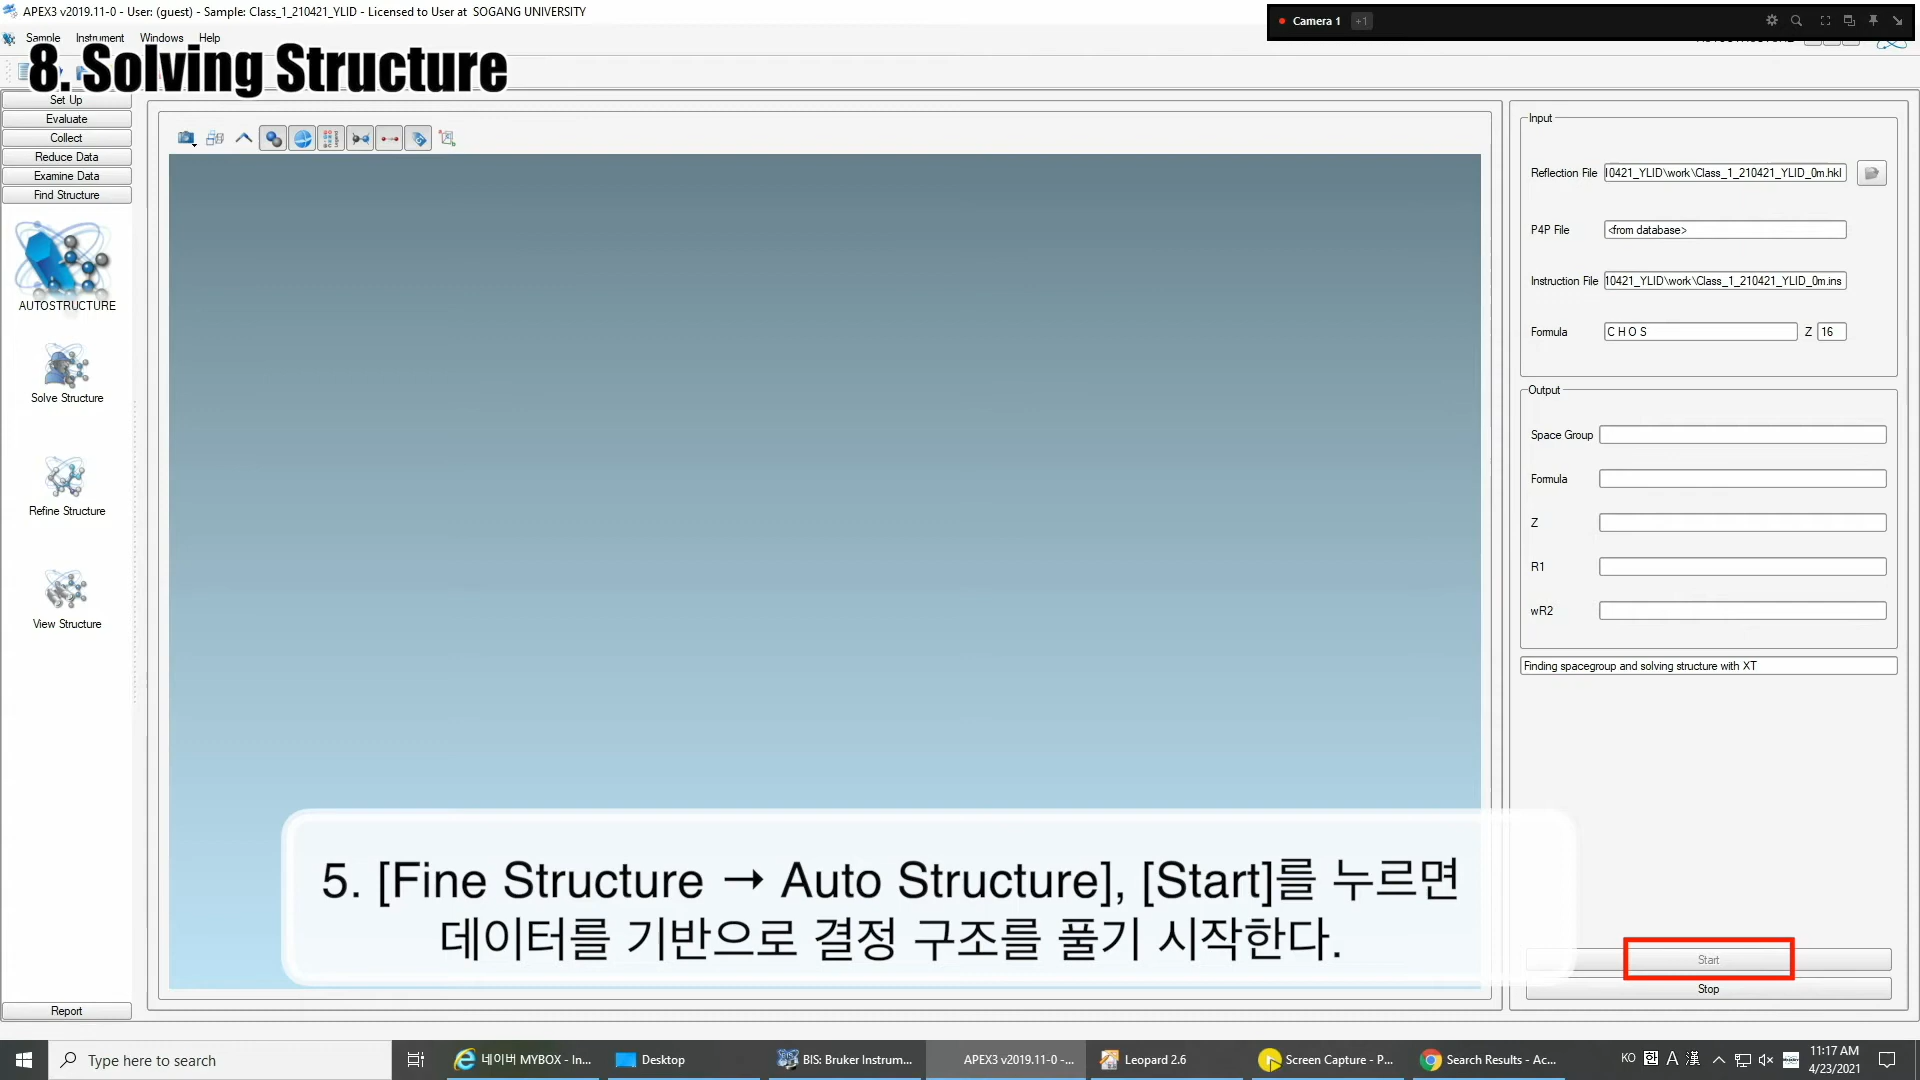 APEX3 v2019.11-0 - User: (guest) - Sample: Class_1_210421_YLID - Licensed to User at SOGANG UNIVERSITY
Camera 1 +1
Sample Instrument Windows Help
8. Solving Structure
Set Up
Evaluate
Collect
Reduce Data
Examine Data
Find Structure
AUTOSTRUCTURE
Solve Structure
Refine Structure
View Structure
Report
Input
Reflection File l0421_YLID\work\Class_1_210421_YLID_0m.hkl
P4P File <from database>
Instruction File 10421_YLID\work\Class_1_210421_YLID_0m.ins
Formula C H O S Z 16
Output
Space Group
Formula
Z
R1
wR2
Finding spacegroup and solving structure with XT
5. [Fine Structure → Auto Structure], [Start]를 누르면
데이터를 기반으로 결정 구조를 풀기 시작한다.
Start
Stop
Type here to search
네이버 MYBOX - In...
Desktop
BIS: Bruker Instrum...
APEX3 v2019.11-0 -...
Leopard 2.6
Screen Capture - P...
Search Results - Ac...
KO 한 A 漢
11:17 AM
4/23/2021